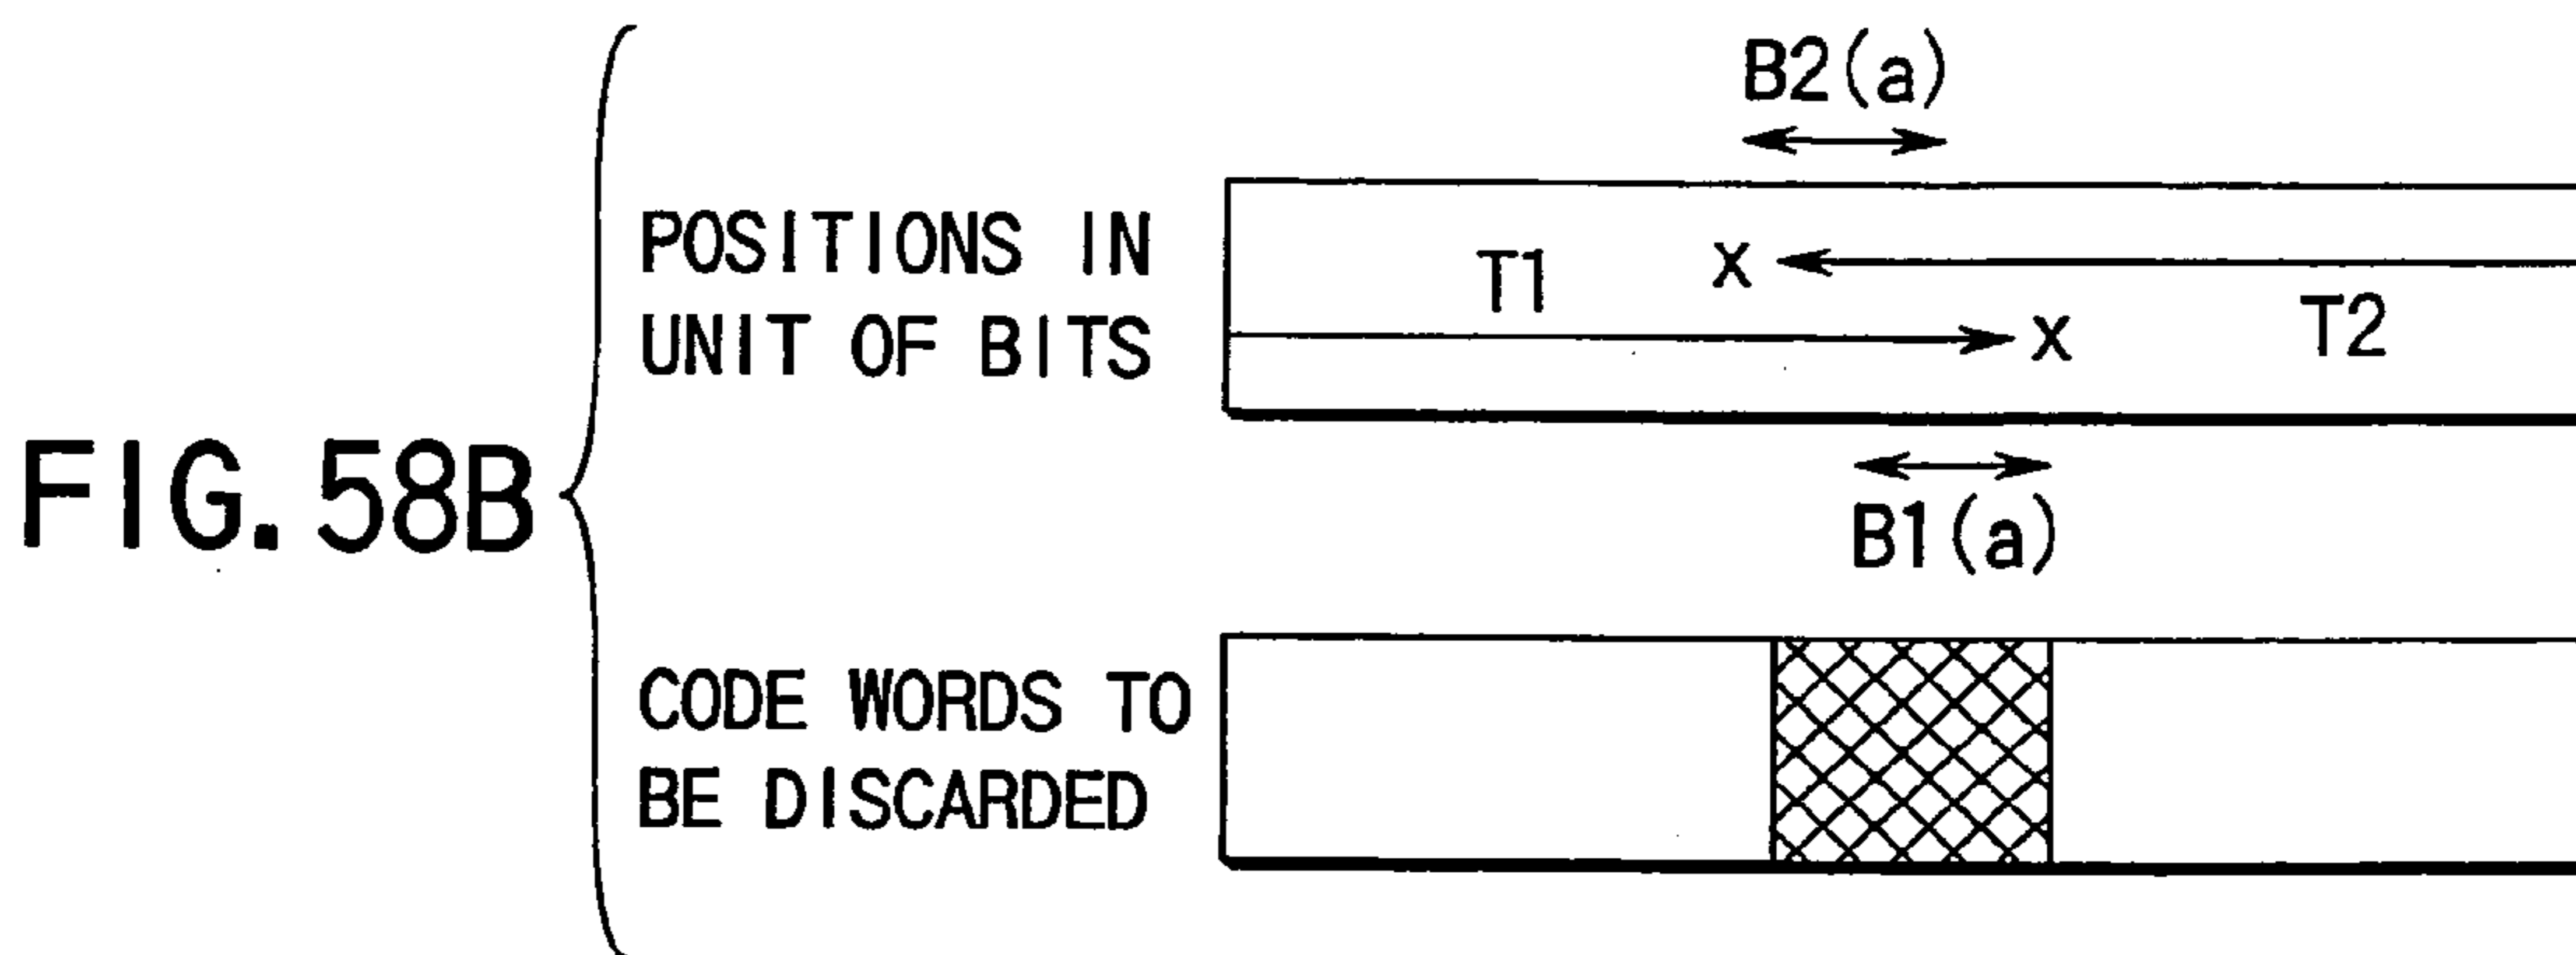 FIG. 58B
POSITIONS IN
UNIT OF BITS
B2(a)
T1
x
x
T2
B1(a)
CODE WORDS TO
BE DISCARDED